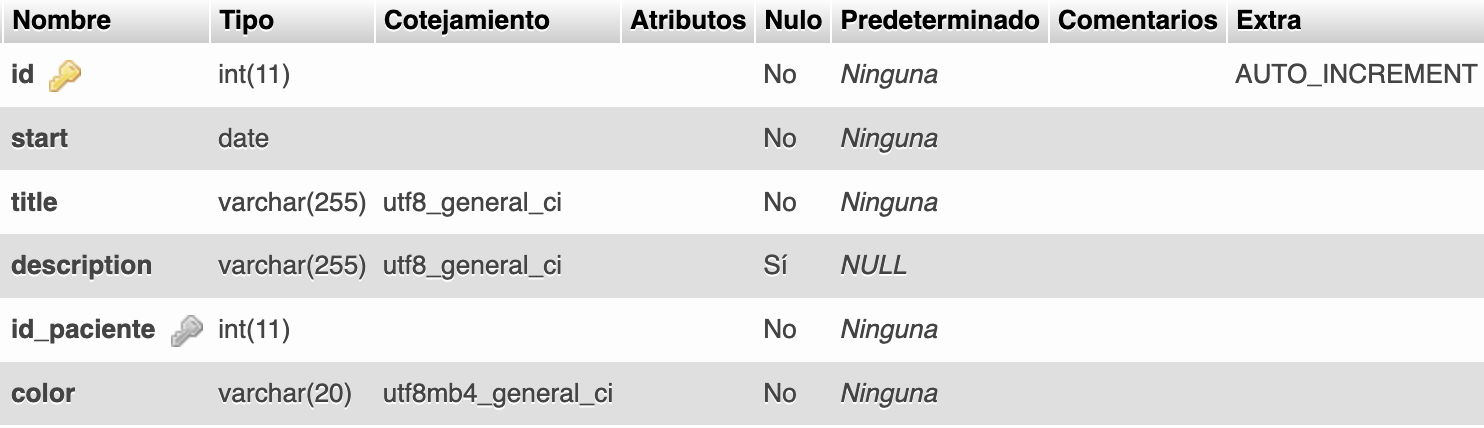 Nombre Tipo Cotejamiento Atributos Nulo Predeterminado Comentarios Extra
id int(11) No Ninguna AUTO_INCREMENT
start date No Ninguna
title varchar(255) utf8_general_ci No Ninguna
description varchar(255) utf8_general_ci Sí NULL
id_paciente int(11) No Ninguna
color varchar(20) utf8mb4_general_ci No Ninguna